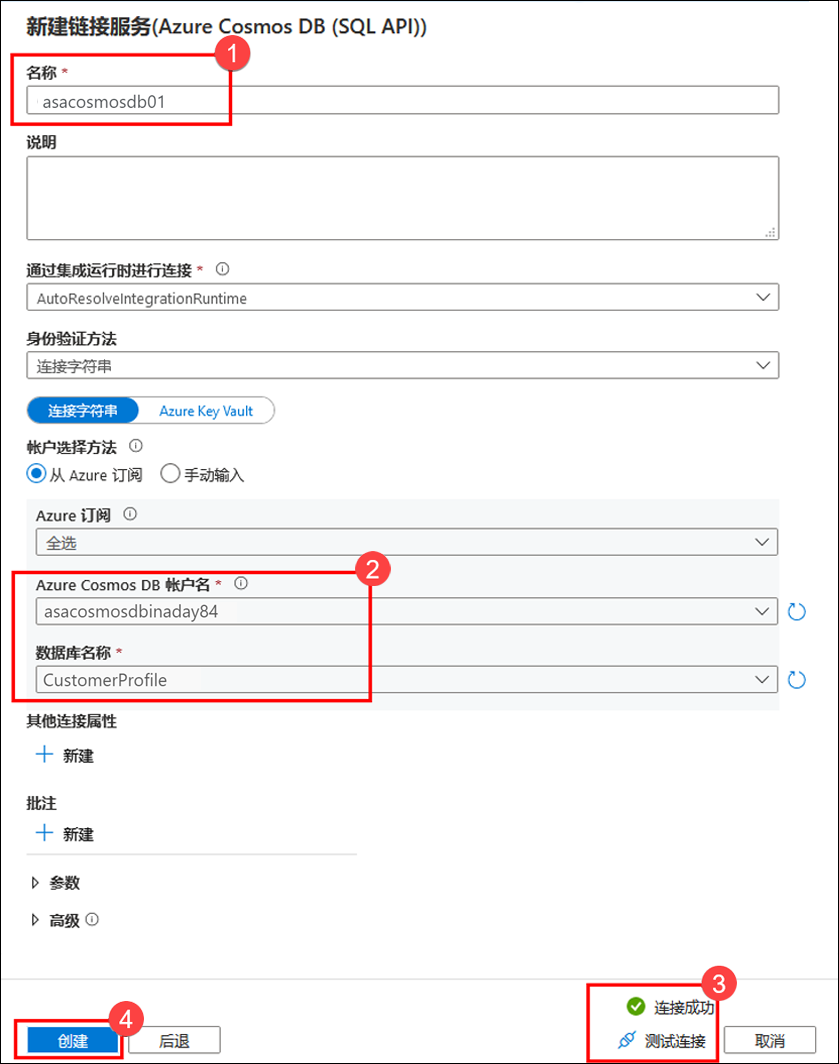 新建链接服务(Azure Cosmos DB (SQL API))
1
名称 *
asacosmosdb01
说明
通过集成运行时进行连接 *
AutoResolveIntegrationRuntime
身份验证方法
连接字符串
连接字符串 Azure Key Vault
帐户选择方法
从 Azure 订阅 手动输入
Azure 订阅
全选
2
Azure Cosmos DB 帐户名 *
asacosmosdbinaday84
数据库名称 *
CustomerProfile
其他连接属性
+ 新建
批注
+ 新建
参数
高级
3
连接成功
4
创建 后退 测试连接 取消